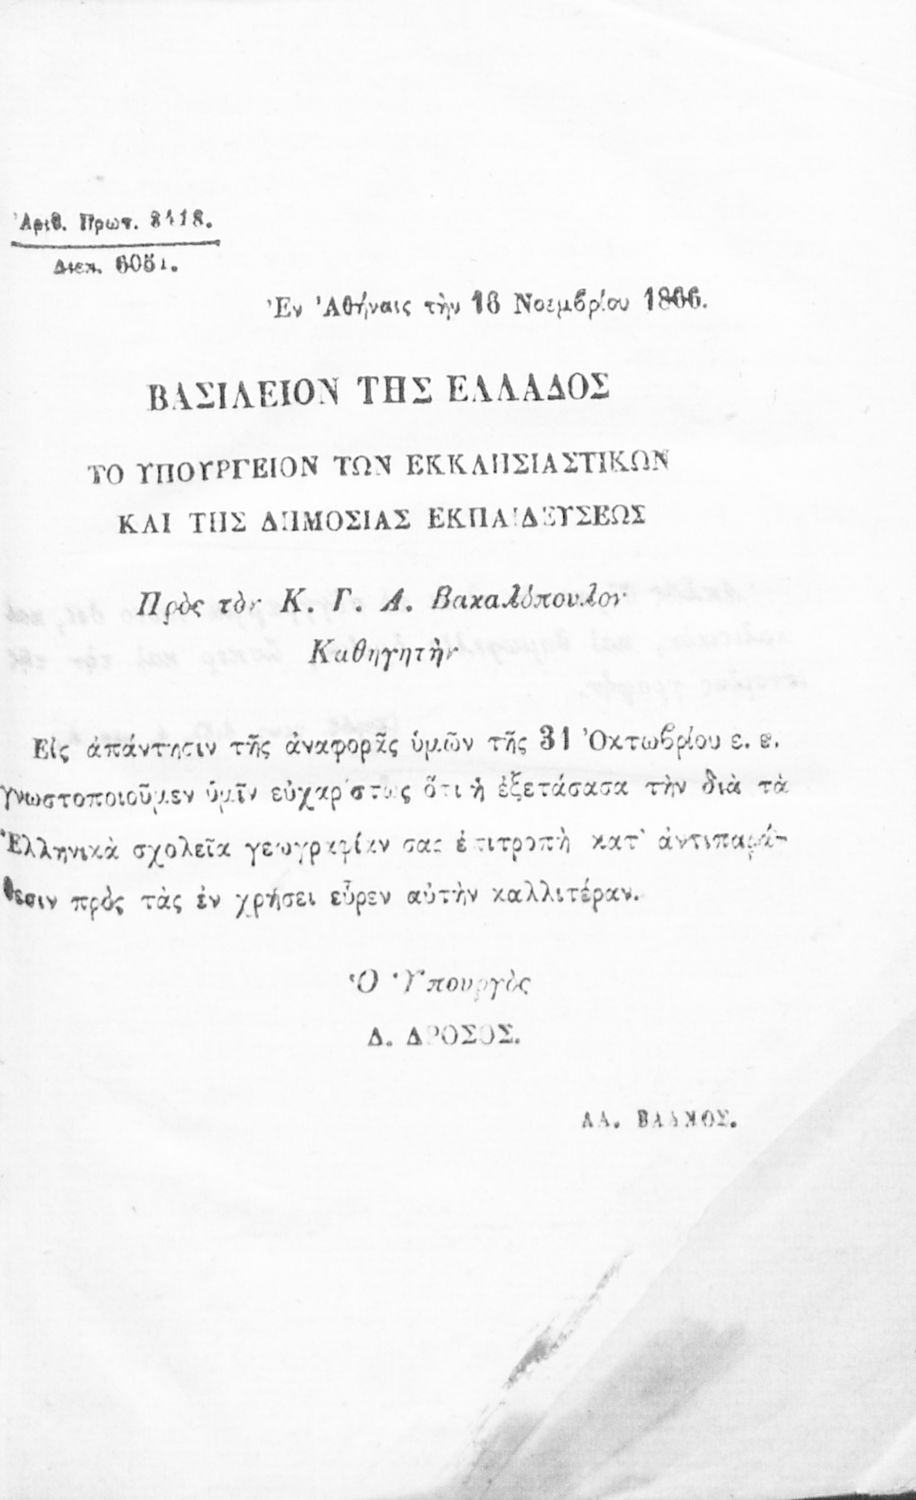 Ἀριθ. Πρωτ. 8418.
Διεκ. 6051.
Ἐν Ἀθήναις τὴν 16 Νοεμβρίου 1866.
ΒΑΣΙΛΕΙΟΝ ΤΗΣ ΕΛΛΑΔΟΣ
ΤΟ ΥΠΟΥΡΓΕΙΟΝ ΤΩΝ ΕΚΚΛΗΣΙΑΣΤΙΚΩΝ
ΚΑΙ ΤΗΣ ΔΗΜΟΣΙΑΣ ΕΚΠΑΙΔΕΥΣΕΩΣ
Πρὸς τὸν Κ. Γ. Α. Βακαλόπουλον
Καθηγητὴν
Εἰς ἀπάντησιν τῆς ἀναφορᾶς ὑμῶν τῆς 31 Ὀκτωβρίου ε. ε.
γνωστοποιοῦμεν ὑμῖν εὐχαρίστως ὅτι ἡ ἐξετάσασα τὴν διὰ τὰ
Ἑλληνικὰ σχολεῖα γεωγραφίαν σας ἐπιτροπὴ κατ' ἀντιπαρά-
θεσιν πρὸς τὰς ἐν χρήσει εὗρεν αὐτὴν καλλιτέραν.
Ὁ Ὑπουργὸς
Δ. ΔΡΟΣΟΣ.